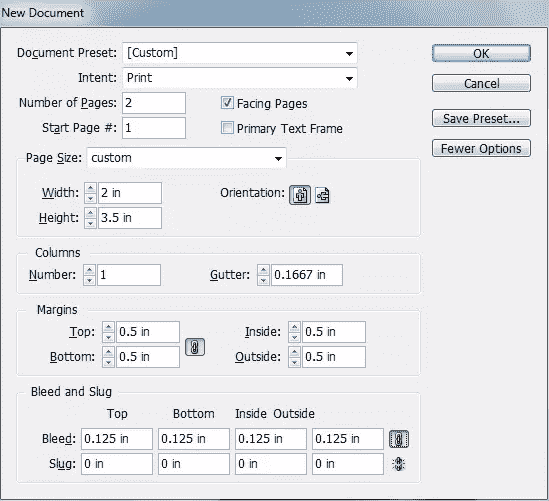 New Document
Document Preset: [Custom] OK
Intent: Print Cancel
Number of Pages: 2 Facing Pages
Start Page #: 1 Primary Text Frame Save Preset...
Page Size: custom Fewer Options
Width: 2 in Orientation:
Height: 3.5 in
Columns
Number: 1 Gutter: 0.1667 in
Margins
Top: 0.5 in Inside: 0.5 in
Bottom: 0.5 in Outside: 0.5 in
Bleed and Slug
Top Bottom Inside Outside
Bleed: 0.125 in 0.125 in 0.125 in 0.125 in
Slug: 0 in 0 in 0 in 0 in